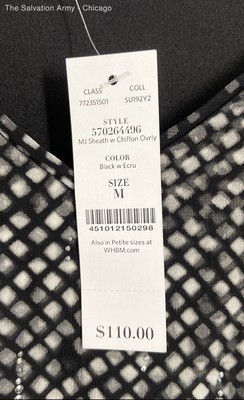 The Salvation Army - Chicago
CLASS COLL
772351501 SU192Y2
STYLE
570264496
MJ Sheath w Chiffon Ovrly
COLOR
Black w Ecru
SIZE
M
451012150298
Also in Petite sizes at
WHBM.com
$110.00